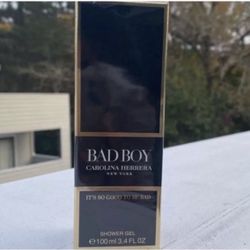 BAD BOY
CAROLINA HERRERA
NEW YORK
IT'S SO GOOD TO BE BAD
SHOWER GEL
℮ 100 ml 3.4 FL.OZ